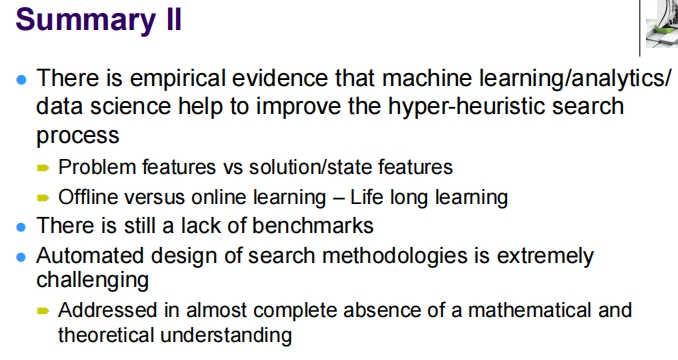 Summary II
There is empirical evidence that machine learning/analytics/
data science help to improve the hyper-heuristic search
process
Problem features vs solution/state features
Offline versus online learning – Life long learning
There is still a lack of benchmarks
Automated design of search methodologies is extremely
challenging
Addressed in almost complete absence of a mathematical and
theoretical understanding